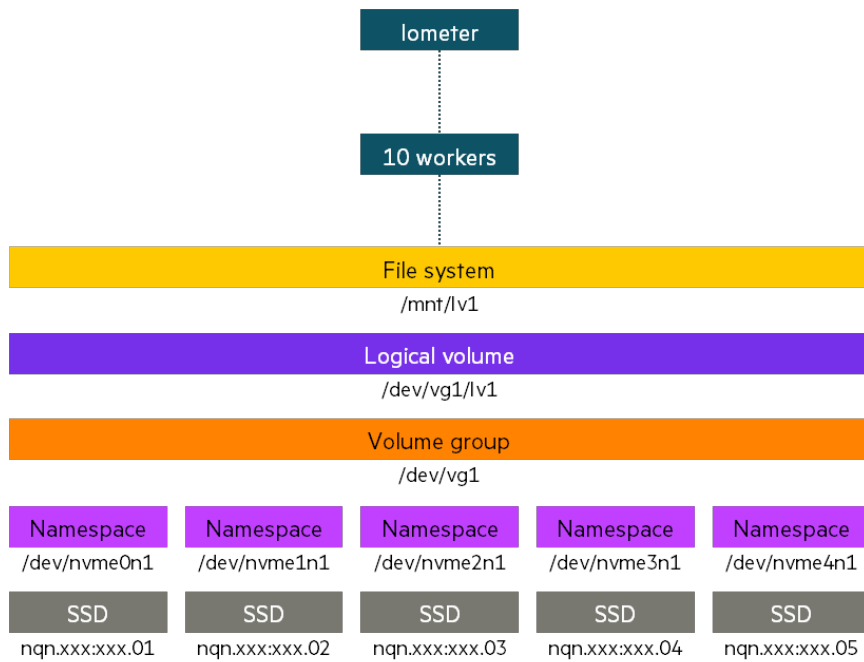 Iometer
10 workers
File system
/mnt/lv1
Logical volume
/dev/vg1/lv1
Volume group
/dev/vg1
Namespace Namespace Namespace Namespace Namespace
/dev/nvme0n1 /dev/nvme1n1 /dev/nvme2n1 /dev/nvme3n1 /dev/nvme4n1
SSD SSD SSD SSD SSD
nqn.xxx:xxx.01 nqn.xxx:xxx.02 nqn.xxx:xxx.03 nqn.xxx:xxx.04 nqn.xxx:xxx.05